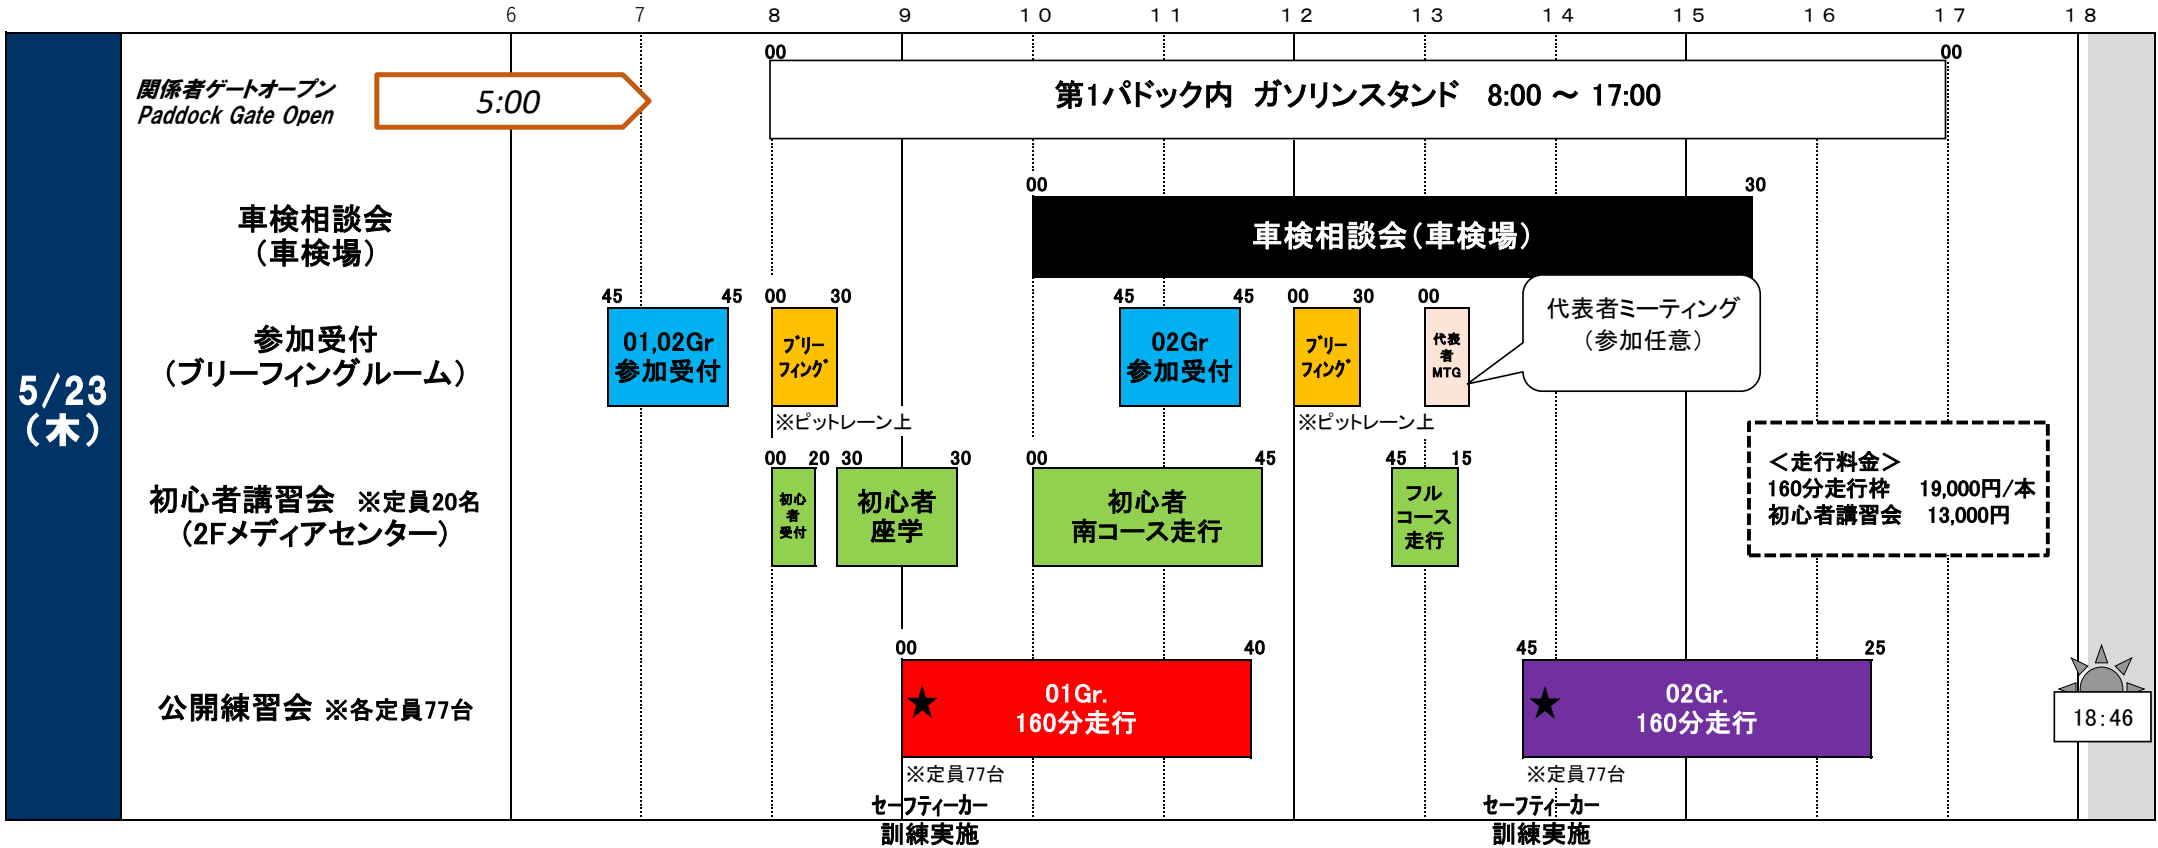 6 7 8 9 10 11 12 13 14 15 16 17 18
00 00
関係者ゲートオープン
Paddock Gate Open
5:00
第1パドック内 ガソリンスタンド 8:00 ～ 17:00
00 30
車検相談会
（車検場）
車検相談会（車検場）
45 45 00 30 45 45 00 30 00
参加受付
（ブリーフィングルーム）
01,02Gr
参加受付
ブリー
フィング
※ピットレーン上
02Gr
参加受付
ブリー
フィング
※ピットレーン上
代表
者
MTG
代表者ミーティング
（参加任意）
5/23
（木）
00 20 30 30 00 45 45 15
初心者講習会 ※定員20名
（2Fメディアセンター）
初心
者
受付
初心者
座学
初心者
南コース走行
フル
コース
走行
＜走行料金＞
160分走行枠 19,000円/本
初心者講習会 13,000円
00 40 45 25
公開練習会 ※各定員77台
★
01Gr.
160分走行
★
02Gr.
160分走行
18:46
※定員77台
セーフティーカー
訓練実施
※定員77台
セーフティーカー
訓練実施